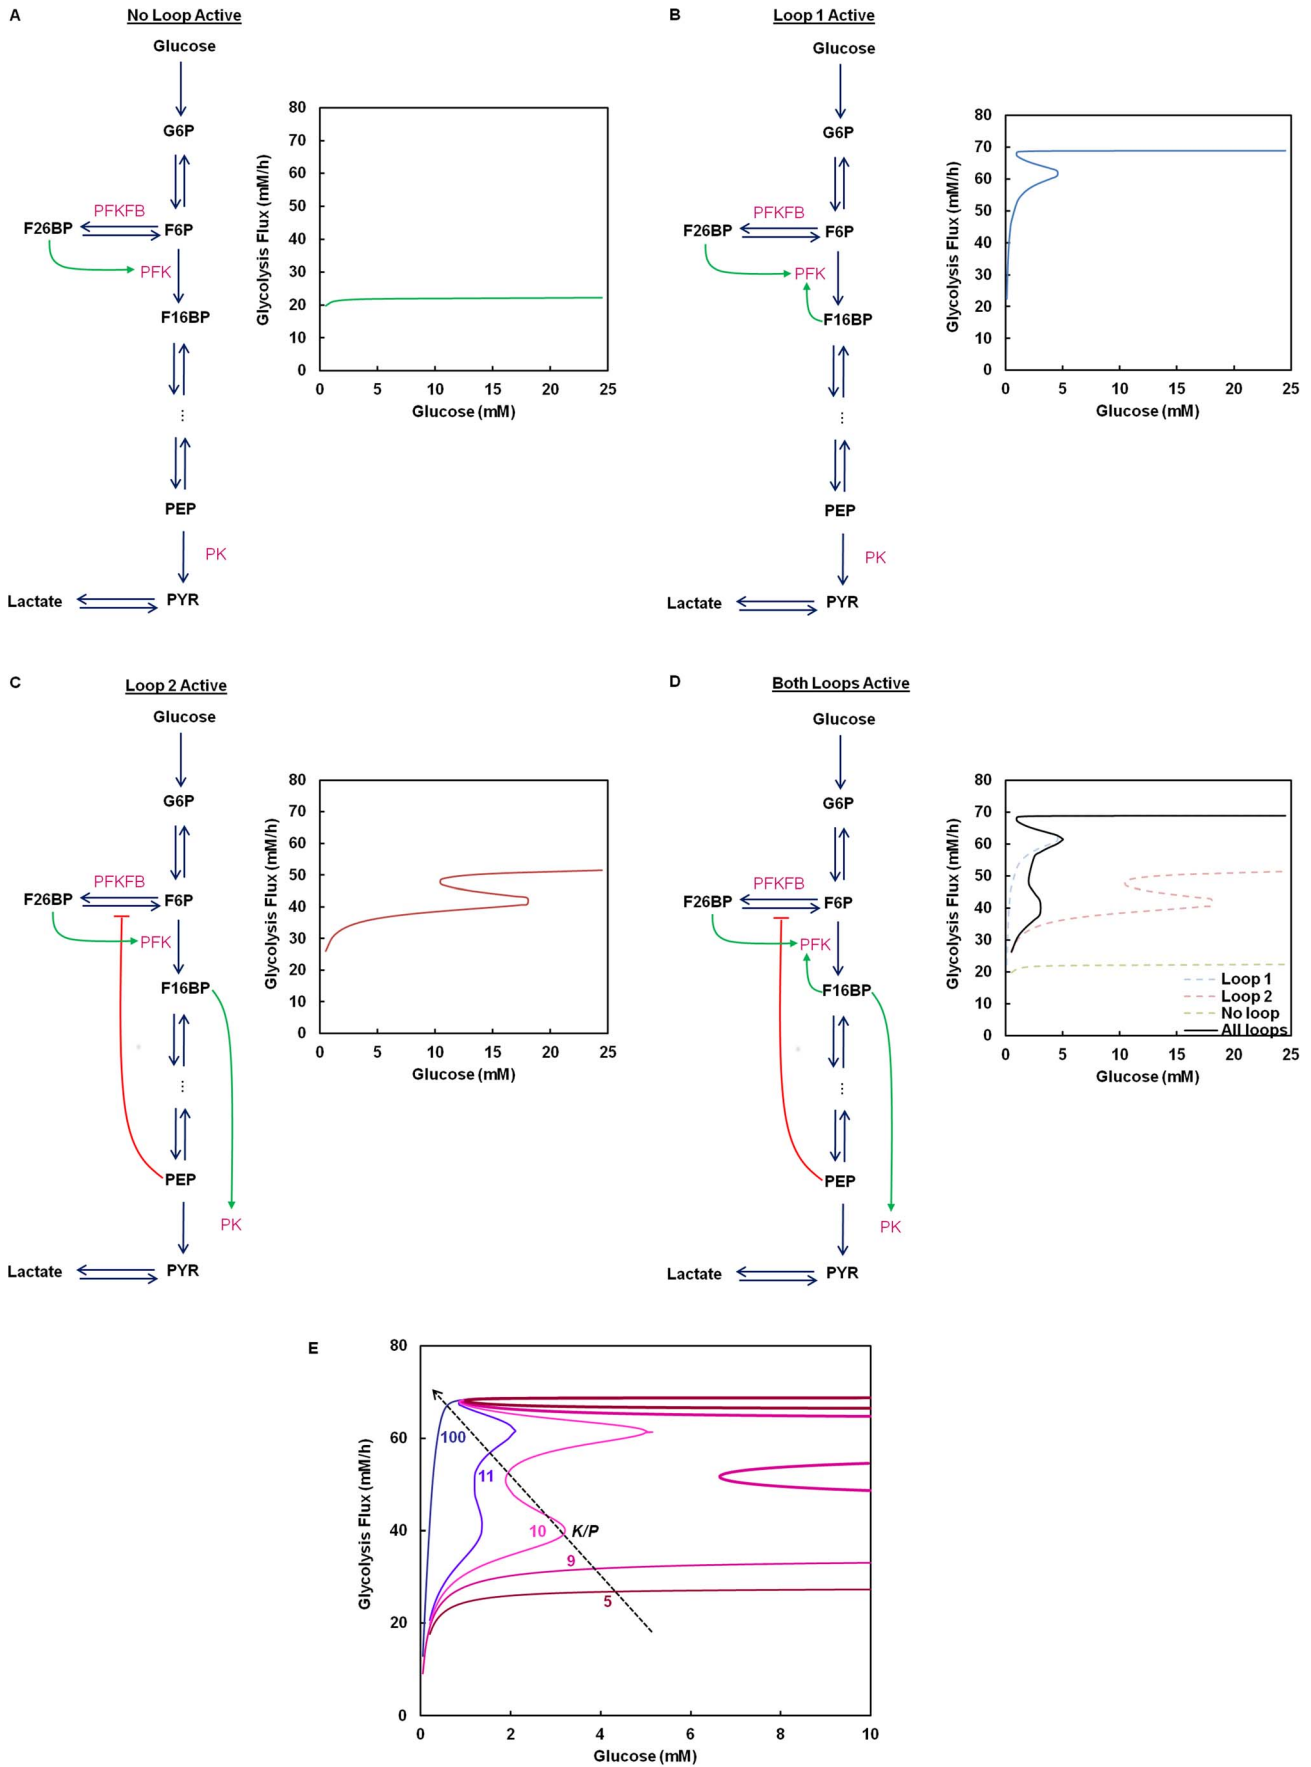 A
No Loop Active
Glucose
G6P
PFKFB
F26BP
F6P
PFK
F16BP
...
PEP
PK
Lactate
PYR
80
70
60
50
40
30
20
10
0
0 5 10 15 20 25
Glycolysis Flux (mM/h)
Glucose (mM)
B
Loop 1 Active
Glucose
G6P
PFKFB
F26BP
F6P
PFK
F16BP
...
PEP
PK
Lactate
PYR
80
70
60
50
40
30
20
10
0
0 5 10 15 20 25
Glycolysis Flux (mM/h)
Glucose (mM)
C
Loop 2 Active
Glucose
G6P
PFKFB
F26BP
F6P
PFK
F16BP
...
PEP
PK
Lactate
PYR
80
70
60
50
40
30
20
10
0
0 5 10 15 20 25
Glycolysis Flux (mM/h)
Glucose (mM)
D
Both Loops Active
Glucose
G6P
PFKFB
F26BP
F6P
PFK
F16BP
...
PEP
PK
Lactate
PYR
80
70
60
50
40
30
20
10
0
0 5 10 15 20 25
Glycolysis Flux (mM/h)
Glucose (mM)
Loop 1
Loop 2
No loop
All loops
E
80
60
40
20
0
0 2 4 6 8 10
Glycolysis Flux (mM/h)
Glucose (mM)
100
11
10
K/P
9
5